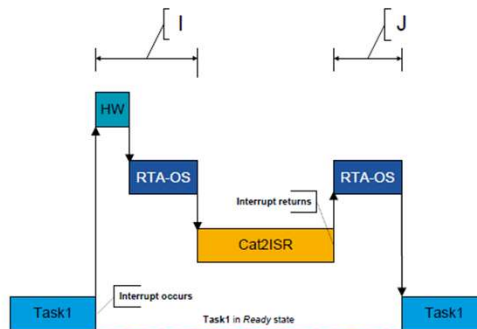 I
J
HW
RTA-OS
RTA-OS
Interrupt returns
Cat2ISR
Interrupt occurs
Task1
Task1 in Ready state
Task1